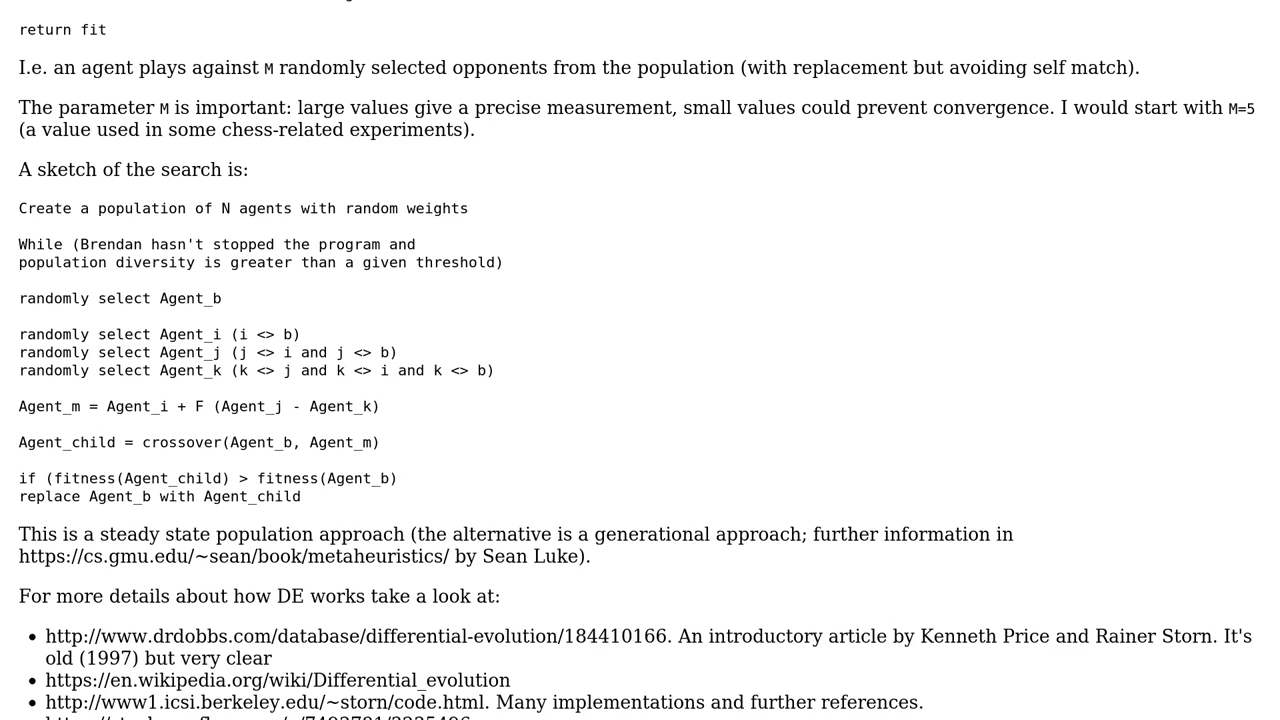 return fit
I.e. an agent plays against M randomly selected opponents from the population (with replacement but avoiding self match).
The parameter M is important: large values give a precise measurement, small values could prevent convergence. I would start with M=5
(a value used in some chess-related experiments).
A sketch of the search is:
Create a population of N agents with random weights
While (Brendan hasn't stopped the program and
population diversity is greater than a given threshold)
randomly select Agent_b
randomly select Agent_i (i <> b)
randomly select Agent_j (j <> i and j <> b)
randomly select Agent_k (k <> j and k <> i and k <> b)
Agent_m = Agent_i + F (Agent_j - Agent_k)
Agent_child = crossover(Agent_b, Agent_m)
if (fitness(Agent_child) > fitness(Agent_b)
replace Agent_b with Agent_child
This is a steady state population approach (the alternative is a generational approach; further information in
https://cs.gmu.edu/~sean/book/metaheuristics/ by Sean Luke).
For more details about how DE works take a look at:
• http://www.drdobbs.com/database/differential-evolution/184410166. An introductory article by Kenneth Price and Rainer Storn. It's
old (1997) but very clear
• https://en.wikipedia.org/wiki/Differential_evolution
• http://www1.icsi.berkeley.edu/~storn/code.html. Many implementations and further references.